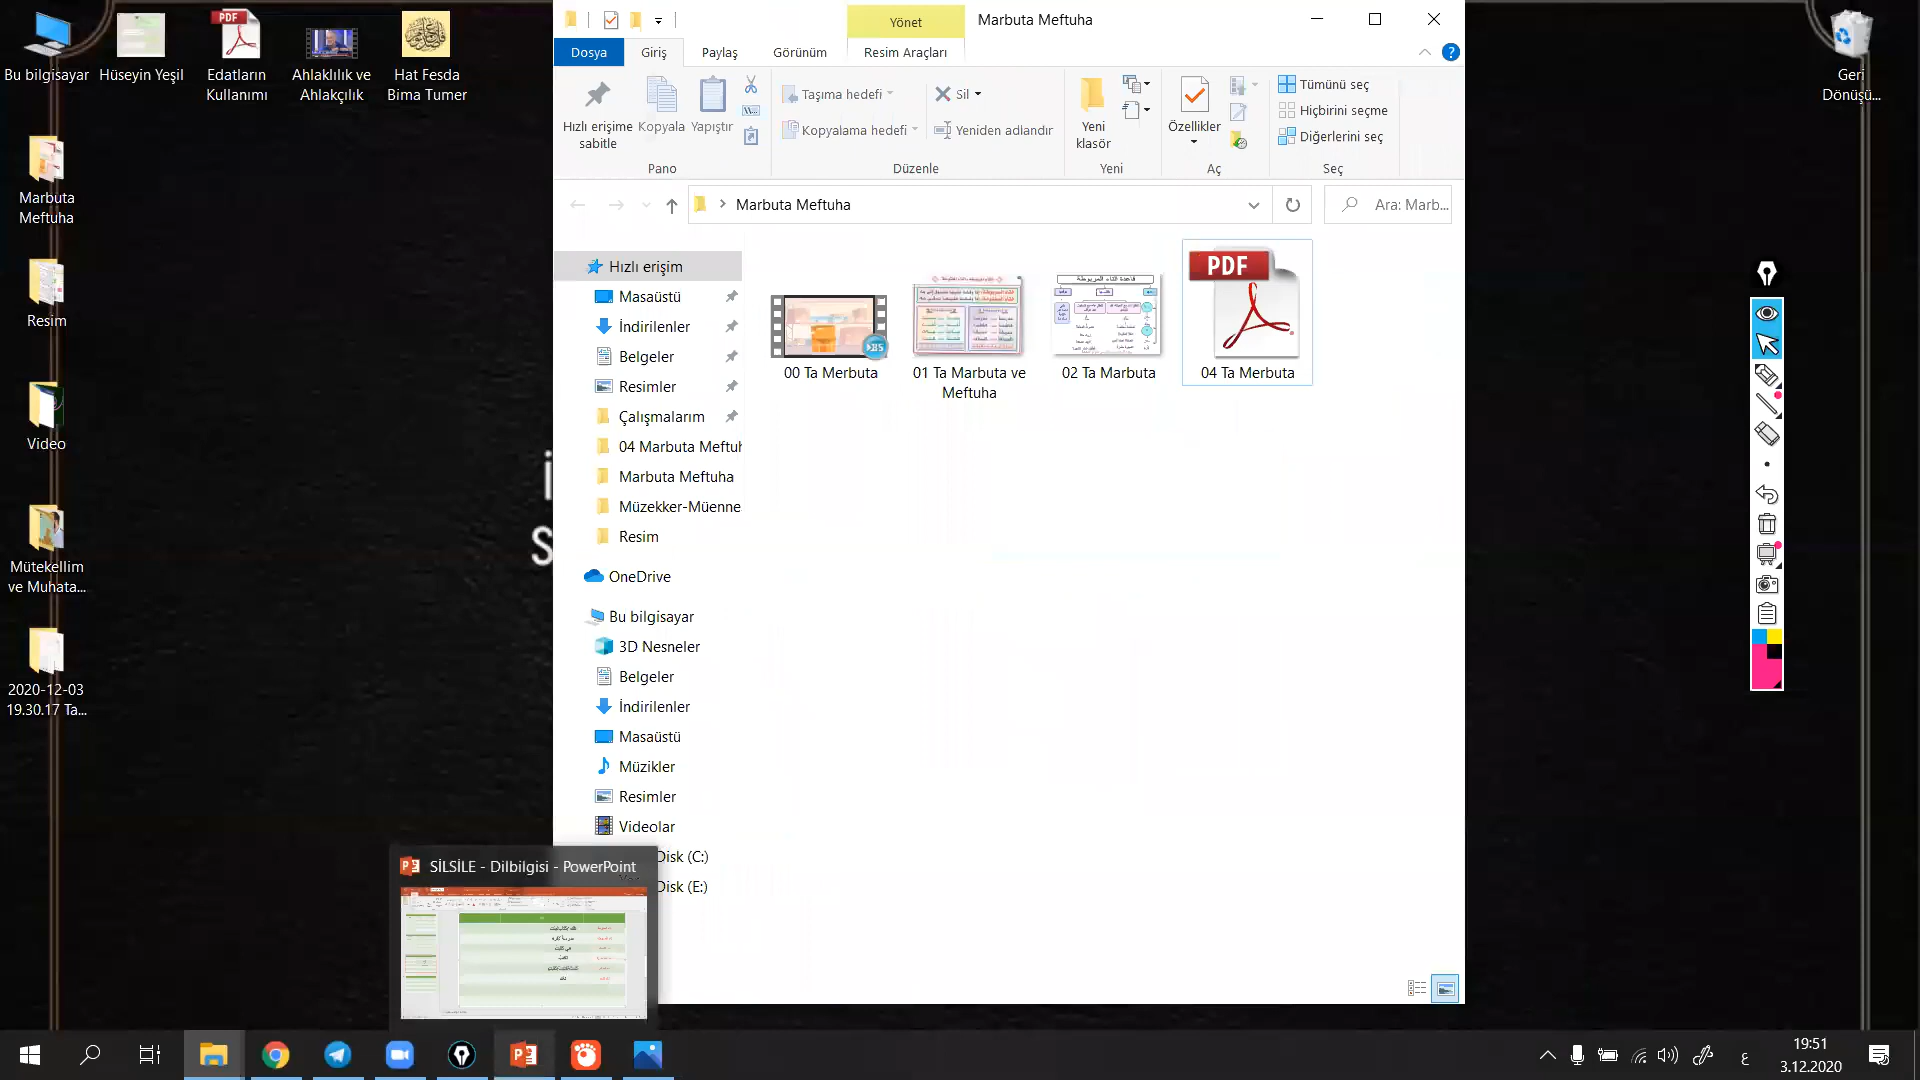 Bu bilgisayar
Hüseyin Yeşil
PDF
Edatların
Kullanımı
Ahlaklılık ve
Ahlakçılık
Hat Fesda
Bima Tumer
Marbuta
Meftuha
Resim
Video
Mütekellim
ve Muhata...
2020-12-03
19.30.17 Ta...
Geri
Dönüşü...
Yönet
Marbuta Meftuha
Dosya
Giriş
Paylaş
Görünüm
Resim Araçları
Hızlı erişime
sabitle
Kopyala
Yapıştır
Pano
Taşıma hedefi
Kopyalama hedefi
Sil
Yeniden adlandır
Düzenle
Yeni
klasör
Yeni
Özellikler
Aç
Tümünü seç
Hiçbirini seçme
Diğerlerini seç
Seç
Marbuta Meftuha
Ara: Marb...
Hızlı erişim
Masaüstü
İndirilenler
Belgeler
Resimler
Çalışmalarım
04 Marbuta Meftuh
Marbuta Meftuha
Müzekker-Müenne
Resim
OneDrive
Bu bilgisayar
3D Nesneler
Belgeler
İndirilenler
Masaüstü
Müzikler
Resimler
Videolar
Disk (C:)
Disk (E:)
00 Ta Merbuta
01 Ta Marbuta ve
Meftuha
قاعدة التاء المربوطة
02 Ta Marbuta
PDF
04 Ta Merbuta
SİLSİLE - Dilbilgisi - PowerPoint
ع
19:51
3.12.2020